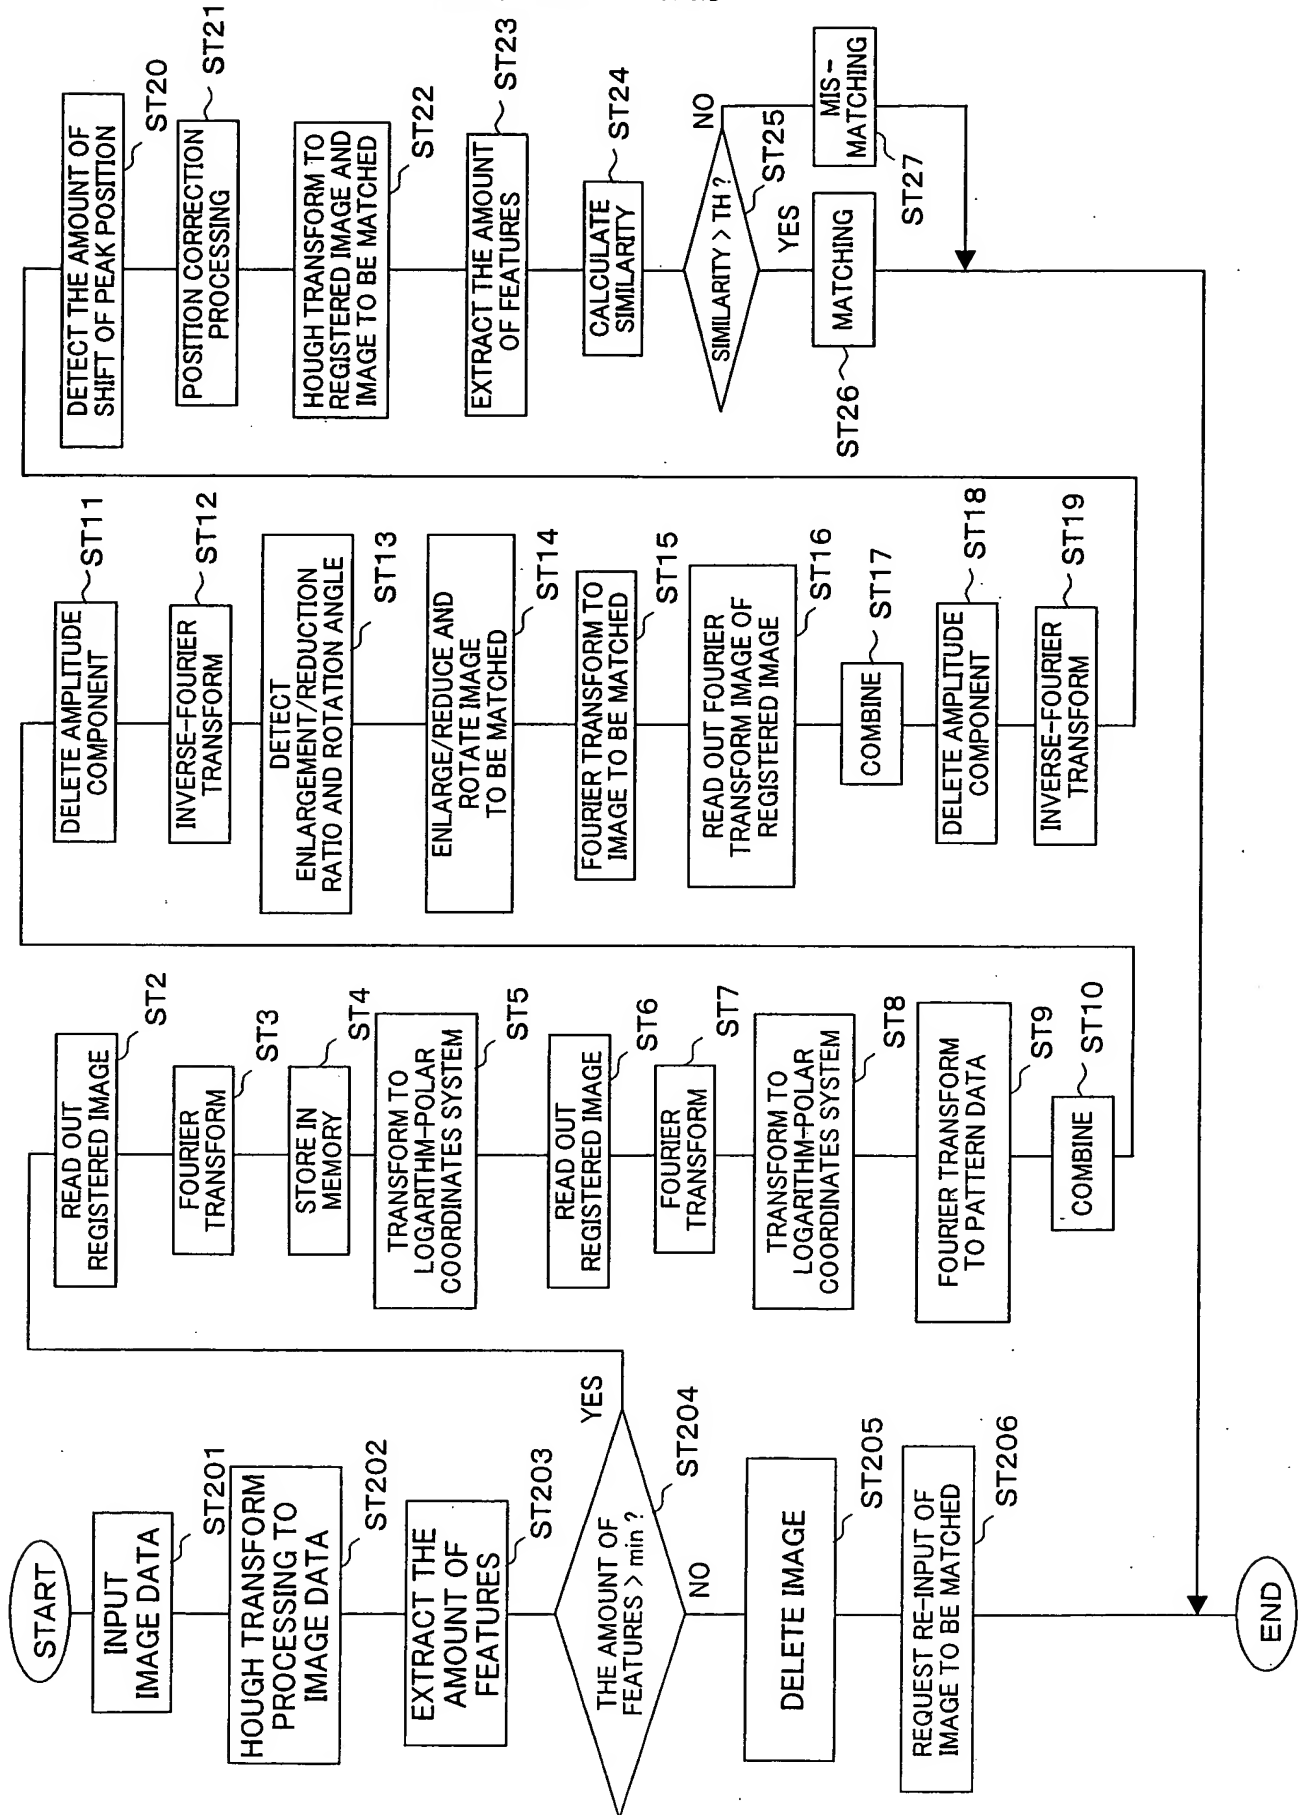 START
INPUT
IMAGE DATA
ST201
HOUGH TRANSFORM
PROCESSING TO
IMAGE DATA
ST202
EXTRACT THE
AMOUNT OF
FEATURES
ST203
THE AMOUNT OF
FEATURES > min ?
ST204
YES
NO
DELETE IMAGE
ST205
REQUEST RE-INPUT OF
IMAGE TO BE MATCHED
ST206
END
READ OUT
REGISTERED IMAGE
ST2
FOURIER
TRANSFORM
ST3
STORE IN
MEMORY
ST4
TRANSFORM TO
LOGARITHM-POLAR
COORDINATES SYSTEM
ST5
READ OUT
REGISTERED IMAGE
ST6
FOURIER
TRANSFORM
ST7
TRANSFORM TO
LOGARITHM-POLAR
COORDINATES SYSTEM
ST8
FOURIER TRANSFORM
TO PATTERN DATA
ST9
COMBINE
ST10
DELETE AMPLITUDE
COMPONENT
ST11
INVERSE-FOURIER
TRANSFORM
ST12
DETECT
ENLARGEMENT/REDUCTION
RATIO AND ROTATION ANGLE
ST13
ENLARGE/REDUCE AND
ROTATE IMAGE
TO BE MATCHED
ST14
FOURIER TRANSFORM TO
IMAGE TO BE MATCHED
ST15
READ OUT FOURIER
TRANSFORM IMAGE OF
REGISTERED IMAGE
ST16
COMBINE
ST17
DELETE AMPLITUDE
COMPONENT
ST18
INVERSE-FOURIER
TRANSFORM
ST19
DETECT THE AMOUNT OF
SHIFT OF PEAK POSITION
ST20
POSITION CORRECTION
PROCESSING
ST21
HOUGH TRANSFORM TO
REGISTERED IMAGE AND
IMAGE TO BE MATCHED
ST22
EXTRACT THE AMOUNT
OF FEATURES
ST23
CALCULATE
SIMILARITY
ST24
SIMILARITY > TH ?
ST25
NO
YES
MATCHING
ST26
MIS-
MATCHING
ST27